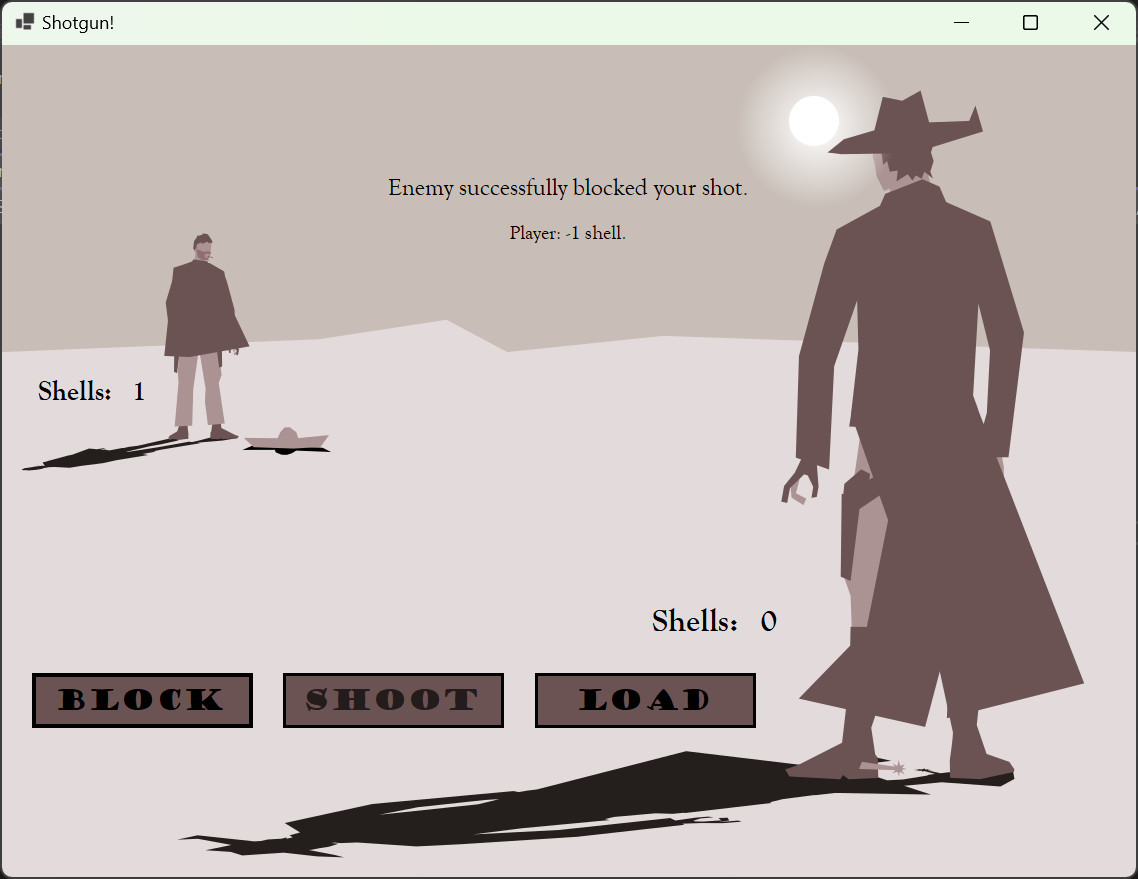 Shotgun!
Enemy successfully blocked your shot.
Player: -1 shell.
Shells: 1
Shells: 0
BLOCK SHOOT LOAD